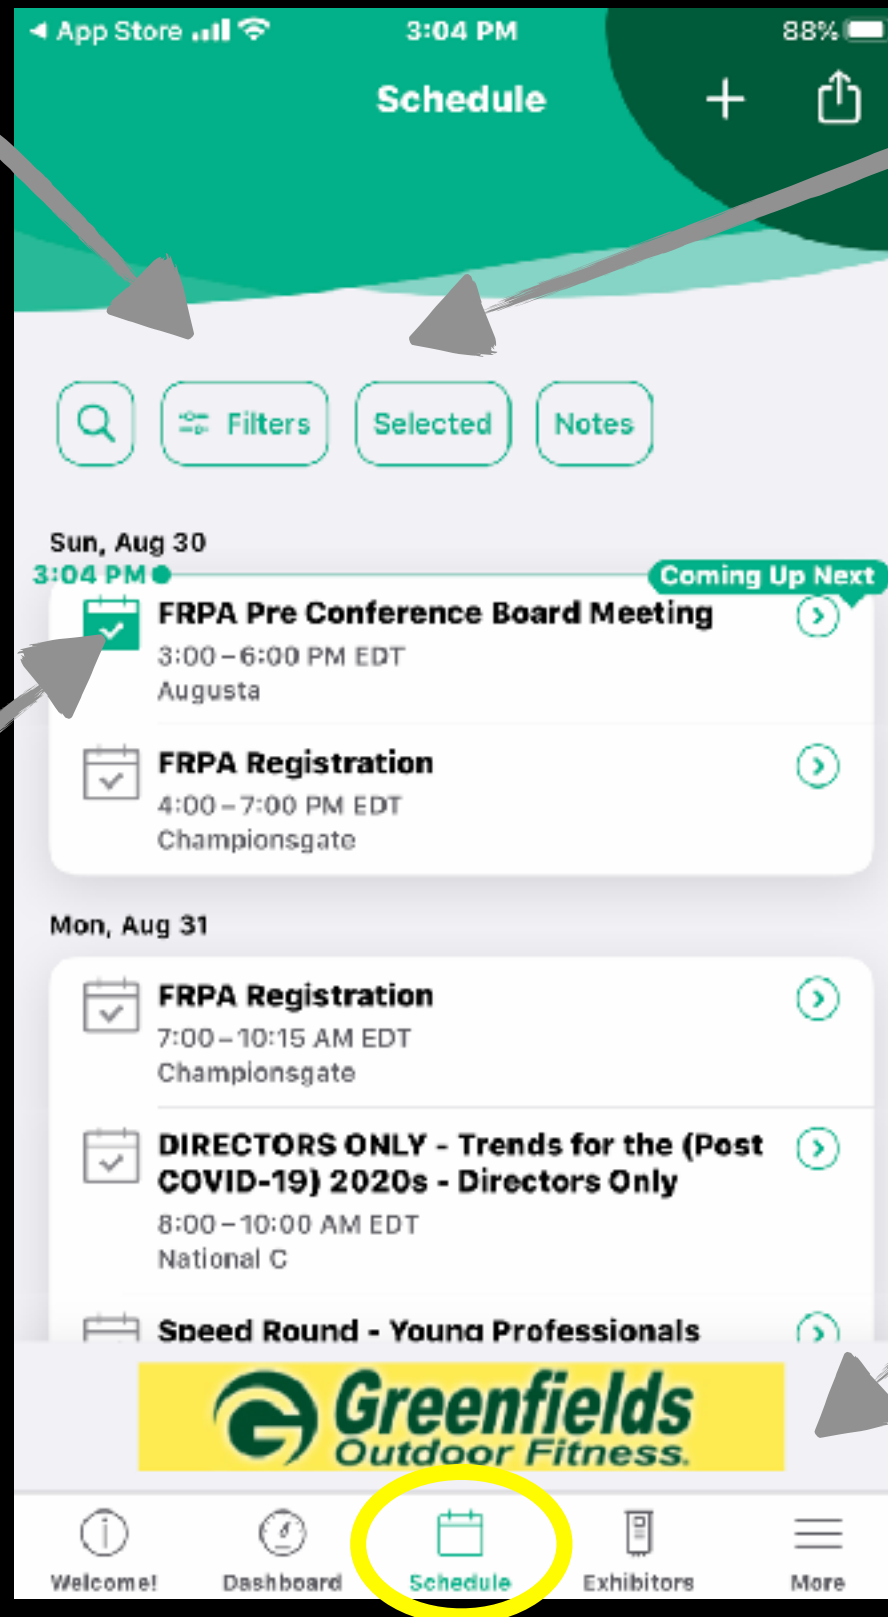 App Store
3:04 PM
88%
Schedule
Filters
Selected
Notes
Sun, Aug 30
3:04 PM
Coming Up Next
FRPA Pre Conference Board Meeting
3:00 – 6:00 PM EDT
Augusta
FRPA Registration
4:00 – 7:00 PM EDT
Championsgate
Mon, Aug 31
FRPA Registration
7:00 – 10:15 AM EDT
Championsgate
DIRECTORS ONLY - Trends for the (Post
COVID-19) 2020s - Directors Only
8:00 – 10:00 AM EDT
National C
Speed Round - Young Professionals
Greenfields
Outdoor Fitness.
Welcome!
Dashboard
Schedule
Exhibitors
More